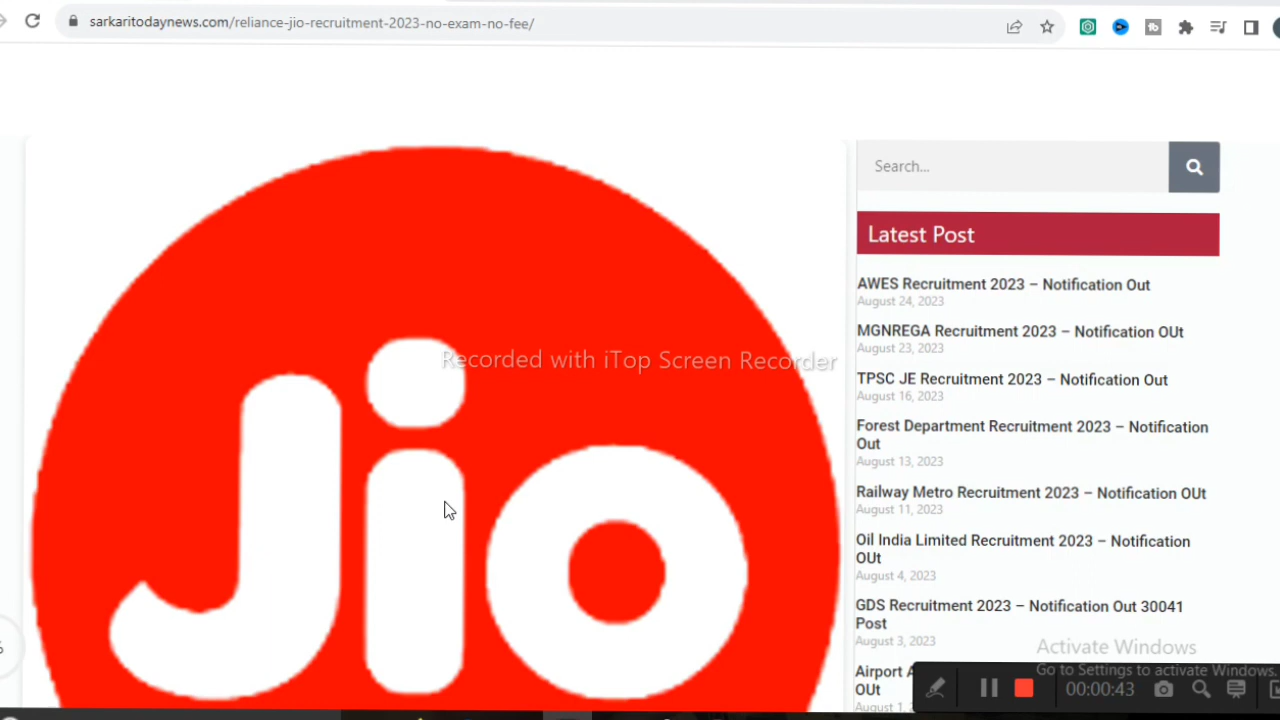 sarkaritodaynews.com/reliance-jio-recruitment-2023-no-exam-no-fee/
Jio
Recorded with iTop Screen Recorder
Search...
Latest Post
AWES Recruitment 2023 – Notification Out
August 24, 2023
MGNREGA Recruitment 2023 – Notification OUt
August 23, 2023
TPSC JE Recruitment 2023 – Notification Out
August 16, 2023
Forest Department Recruitment 2023 – Notification
Out
August 13, 2023
Railway Metro Recruitment 2023 – Notification OUt
August 11, 2023
Oil India Limited Recruitment 2023 – Notification
OUt
August 4, 2023
GDS Recruitment 2023 – Notification Out 30041
Post
August 3, 2023
Airport
OUt
August 1,
Activate Windows
Go to Settings to activate Windows.
00:00:43